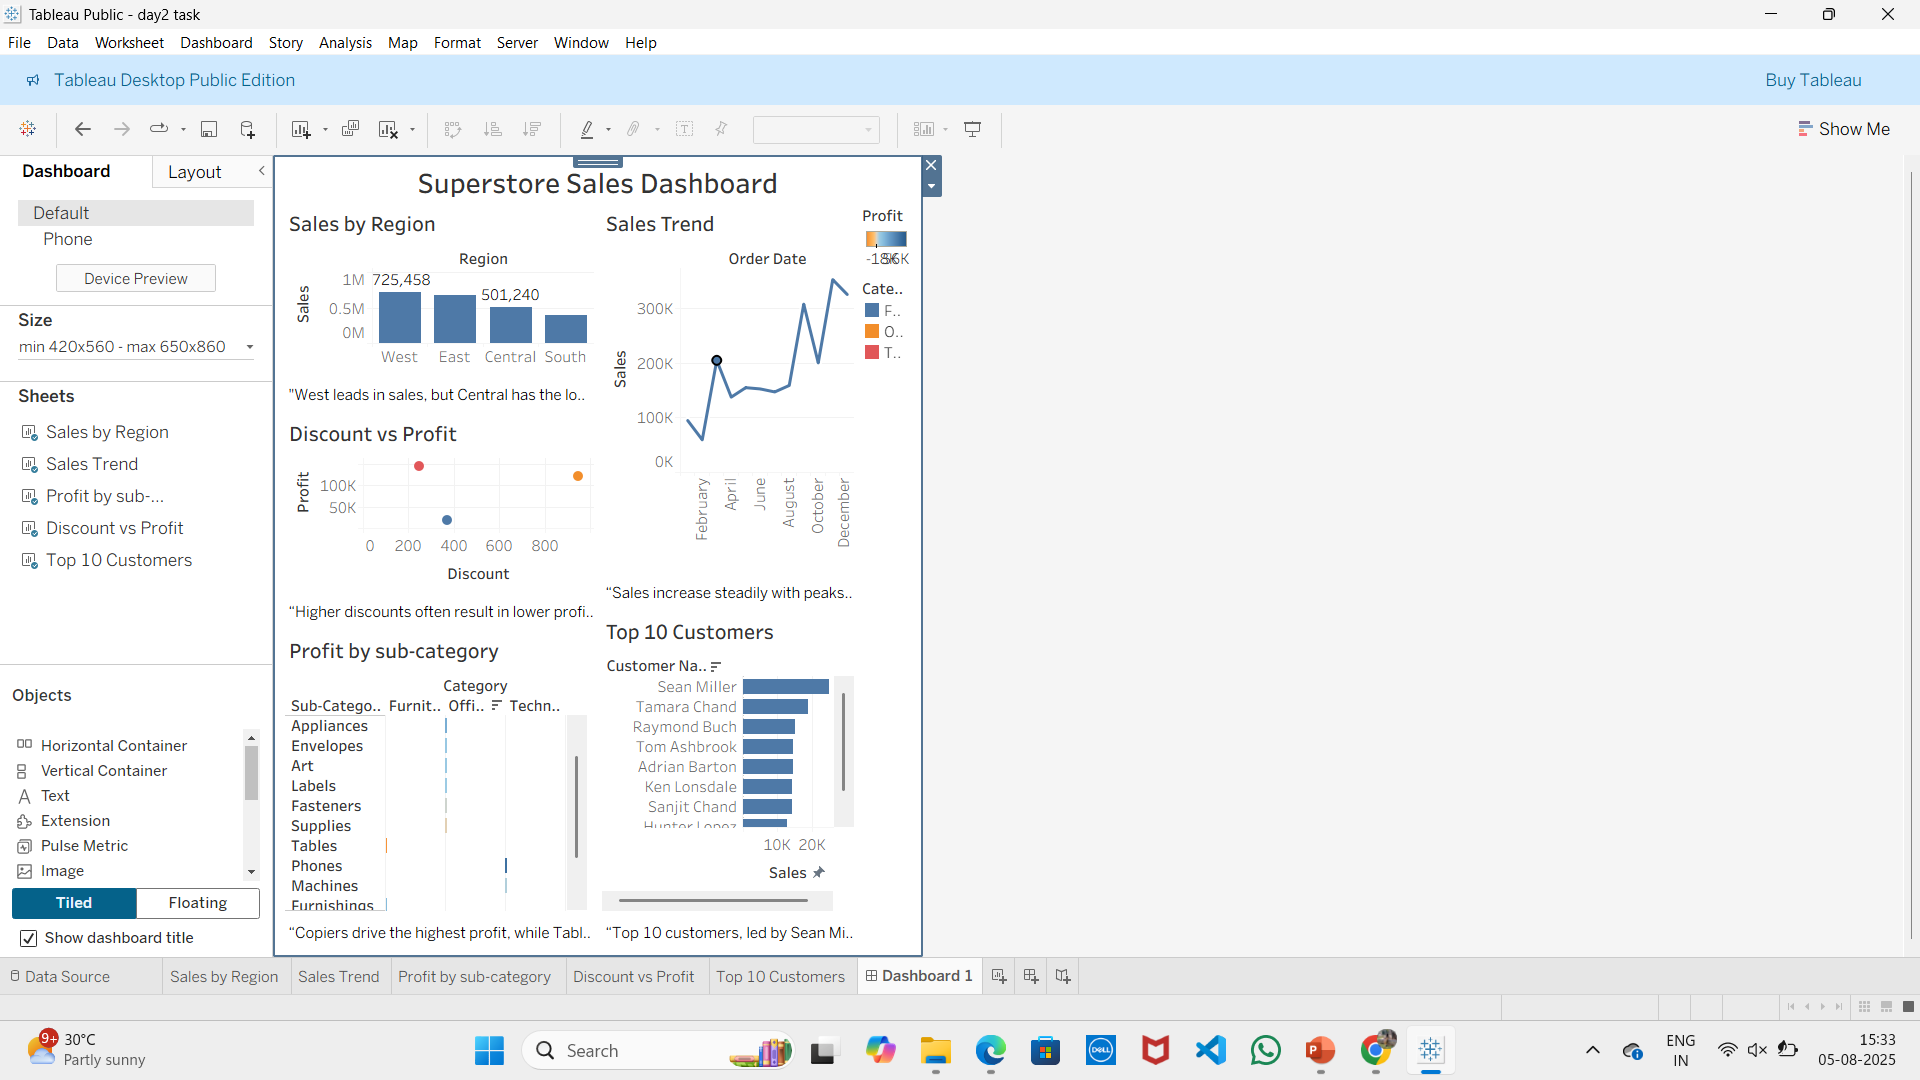 Tableau Public - day2 task
File Data Worksheet Dashboard Story Analysis Map Format Server Window Help
Tableau Desktop Public Edition
Buy Tableau
Show Me
Dashboard
Layout
Default
Phone
Device Preview
Size
min 420x560 - max 650x860
Sheets
Sales by Region
Sales Trend
Profit by sub-...
Discount vs Profit
Top 10 Customers
Objects
Horizontal Container
Vertical Container
Text
Extension
Pulse Metric
Image
Tiled
Floating
Show dashboard title
Superstore Sales Dashboard
Sales by Region
Region
Sales
1M
0.5M
0M
725,458
501,240
West East Central South
"West leads in sales, but Central has the lo..
Discount vs Profit
Profit
100K
50K
0 200 400 600 800
Discount
“Higher discounts often result in lower profi..
Profit by sub-category
Category
Sub-Catego.. Furnit.. Offi.. Techn..
Appliances
Envelopes
Art
Labels
Fasteners
Supplies
Tables
Phones
Machines
Furnishings
“Copiers drive the highest profit, while Tabl..
Sales Trend
Order Date
Sales
300K
200K
100K
0K
February
April
June
August
October
December
“Sales increase steadily with peaks..
Top 10 Customers
Customer Na..
Sean Miller
Tamara Chand
Raymond Buch
Tom Ashbrook
Adrian Barton
Ken Lonsdale
Sanjit Chand
Hunter Lopez
10K 20K
Sales
“Top 10 customers, led by Sean Mi..
Profit
Cate..
F..
O..
T..
Data Source
Sales by Region
Sales Trend
Profit by sub-category
Discount vs Profit
Top 10 Customers
Dashboard 1
9+
30°C
Partly sunny
Search
DELL
ENG
IN
15:33
05-08-2025